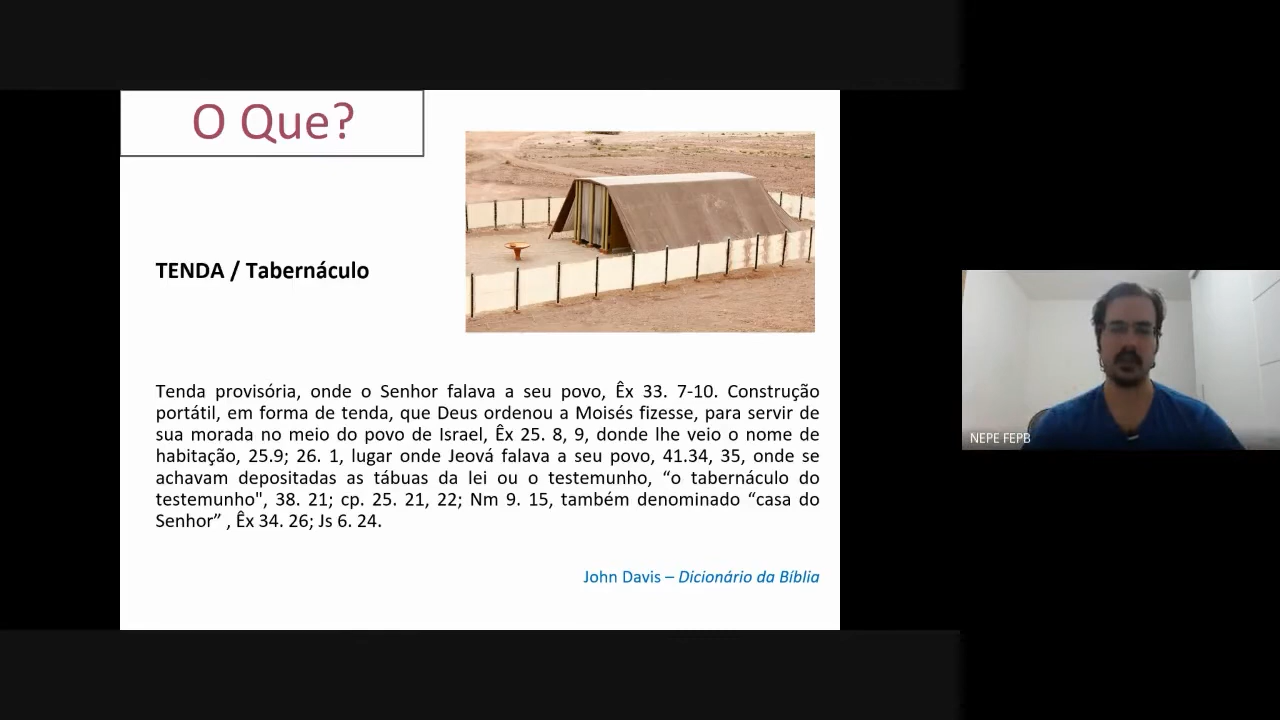 O Que?
TENDA / Tabernáculo
Tenda provisória, onde o Senhor falava a seu povo, Êx 33. 7-10. Construção
portátil, em forma de tenda, que Deus ordenou a Moisés fizesse, para servir de
sua morada no meio do povo de Israel, Êx 25. 8, 9, donde lhe veio o nome de
habitação, 25.9; 26. 1, lugar onde Jeová falava a seu povo, 41.34, 35, onde se
achavam depositadas as tábuas da lei ou o testemunho, “o tabernáculo do
testemunho", 38. 21; cp. 25. 21, 22; Nm 9. 15, também denominado “casa do
Senhor” , Êx 34. 26; Js 6. 24.
John Davis – Dicionário da Bíblia
NEPE FEPB